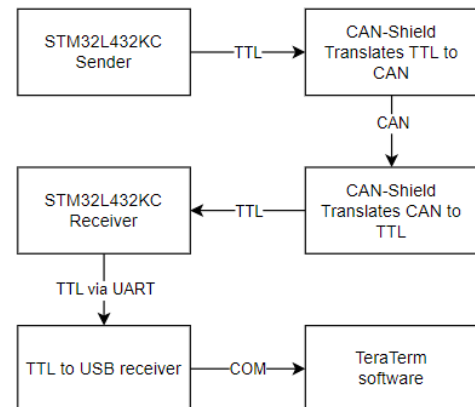 STM32L432KC
Sender
TTL
CAN-Shield
Translates TTL to
CAN
CAN
STM32L432KC
Receiver
TTL
CAN-Shield
Translates CAN to
TTL
TTL via UART
TTL to USB receiver
COM
TeraTerm
software